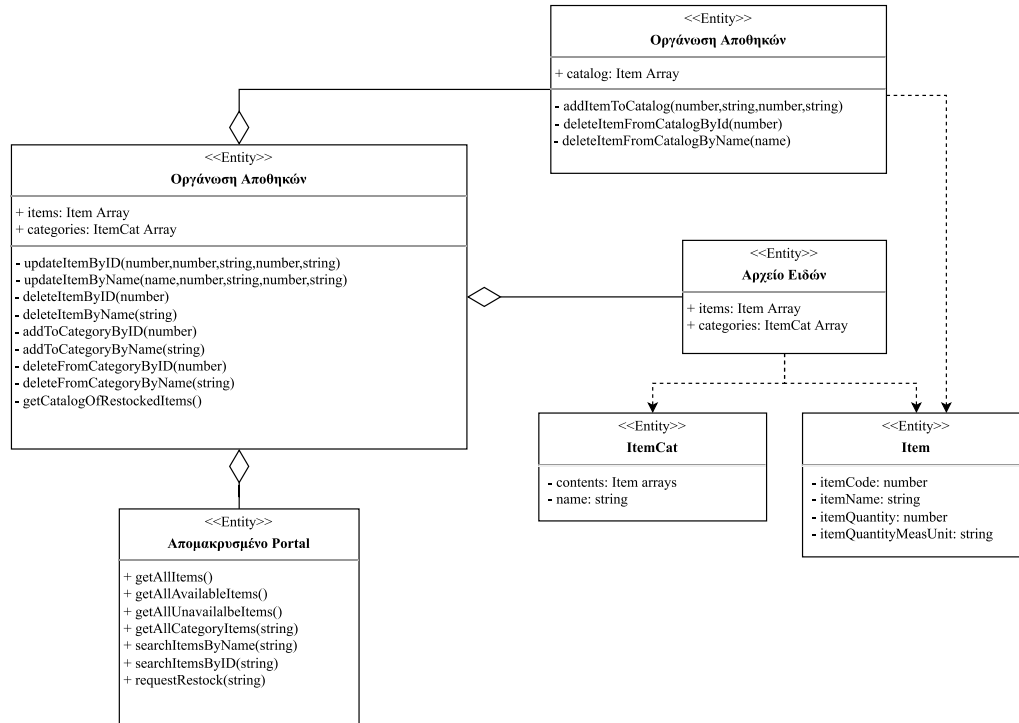 <<Entity>>
Οργάνωση Αποθηκών
+ catalog: Item Array
- addItemToCatalog(number,string,number,string)
- deleteItemFromCatalogById(number)
- deleteItemFromCatalogByName(name)
<<Entity>>
Οργάνωση Αποθηκών
+ items: Item Array
+ categories: ItemCat Array
- updateItemByID(number,number,string,number,string)
- updateItemByName(name,number,string,number,string)
- deleteItemByID(number)
- deleteItemByName(string)
- addToCategoryByID(number)
- addToCategoryByName(string)
- deleteFromCategoryByID(number)
- deleteFromCategoryByName(string)
- getCatalogOfRestockedItems()
<<Entity>>
Αρχείο Ειδών
+ items: Item Array
+ categories: ItemCat Array
<<Entity>>
ItemCat
- contents: Item arrays
- name: string
<<Entity>>
Item
- itemCode: number
- itemName: string
- itemQuantity: number
- itemQuantityMeasUnit: string
<<Entity>>
Απομακρυσμένο Portal
+ getAllItems()
+ getAllAvailableItems()
+ getAllUnavailalbeItems()
+ getAllCategoryItems(string)
+ searchItemsByName(string)
+ searchItemsByID(string)
+ requestRestock(string)